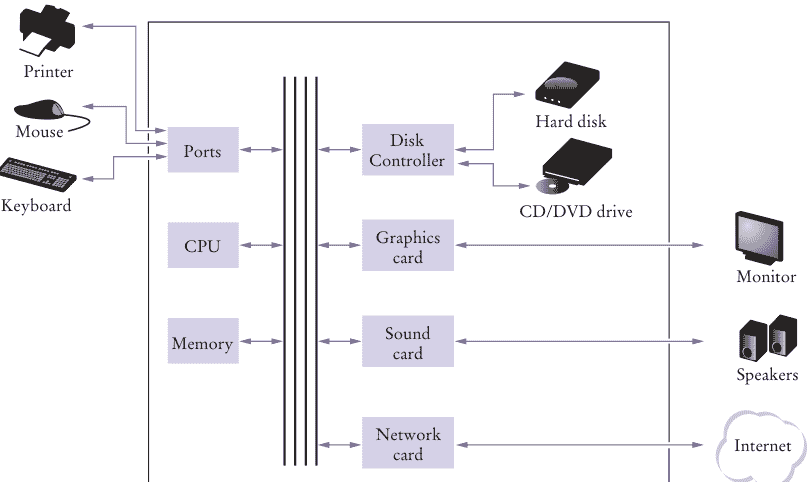 Printer
Mouse
Keyboard
Ports
CPU
Memory
Disk
Controller
Graphics
card
Sound
card
Network
card
Hard disk
CD/DVD drive
Monitor
Speakers
Internet